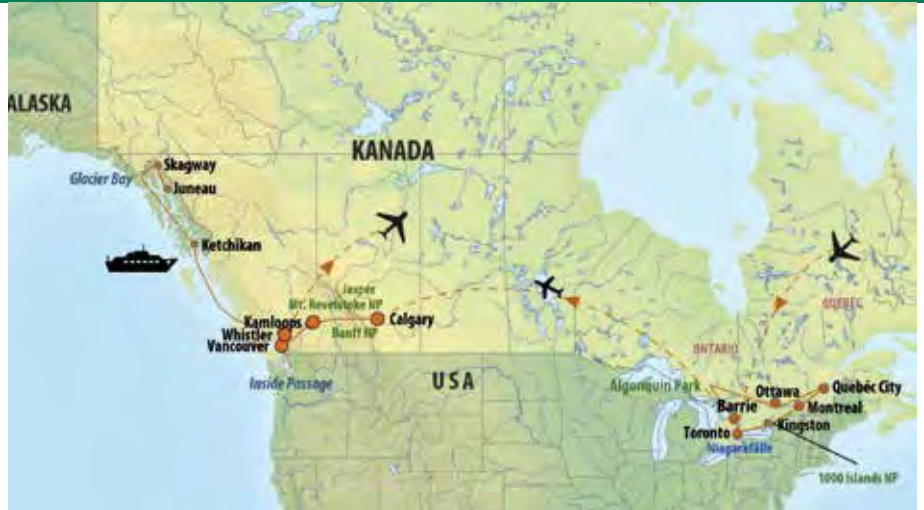 ALASKA
KANADA
Skagway
Glacier Bay
Juneau
Ketchikan
Jasper
Mt. Revelstoke NP
Kamloops
Calgary
Whistler
Banff NP
Vancouver
Inside Passage
USA
QUEBEC
ONTARIO
Algonquin Park
Ottawa
Quebéc City
Barrie
Montreal
Toronto
Kingston
Niagarafälle
1000 Islands NP